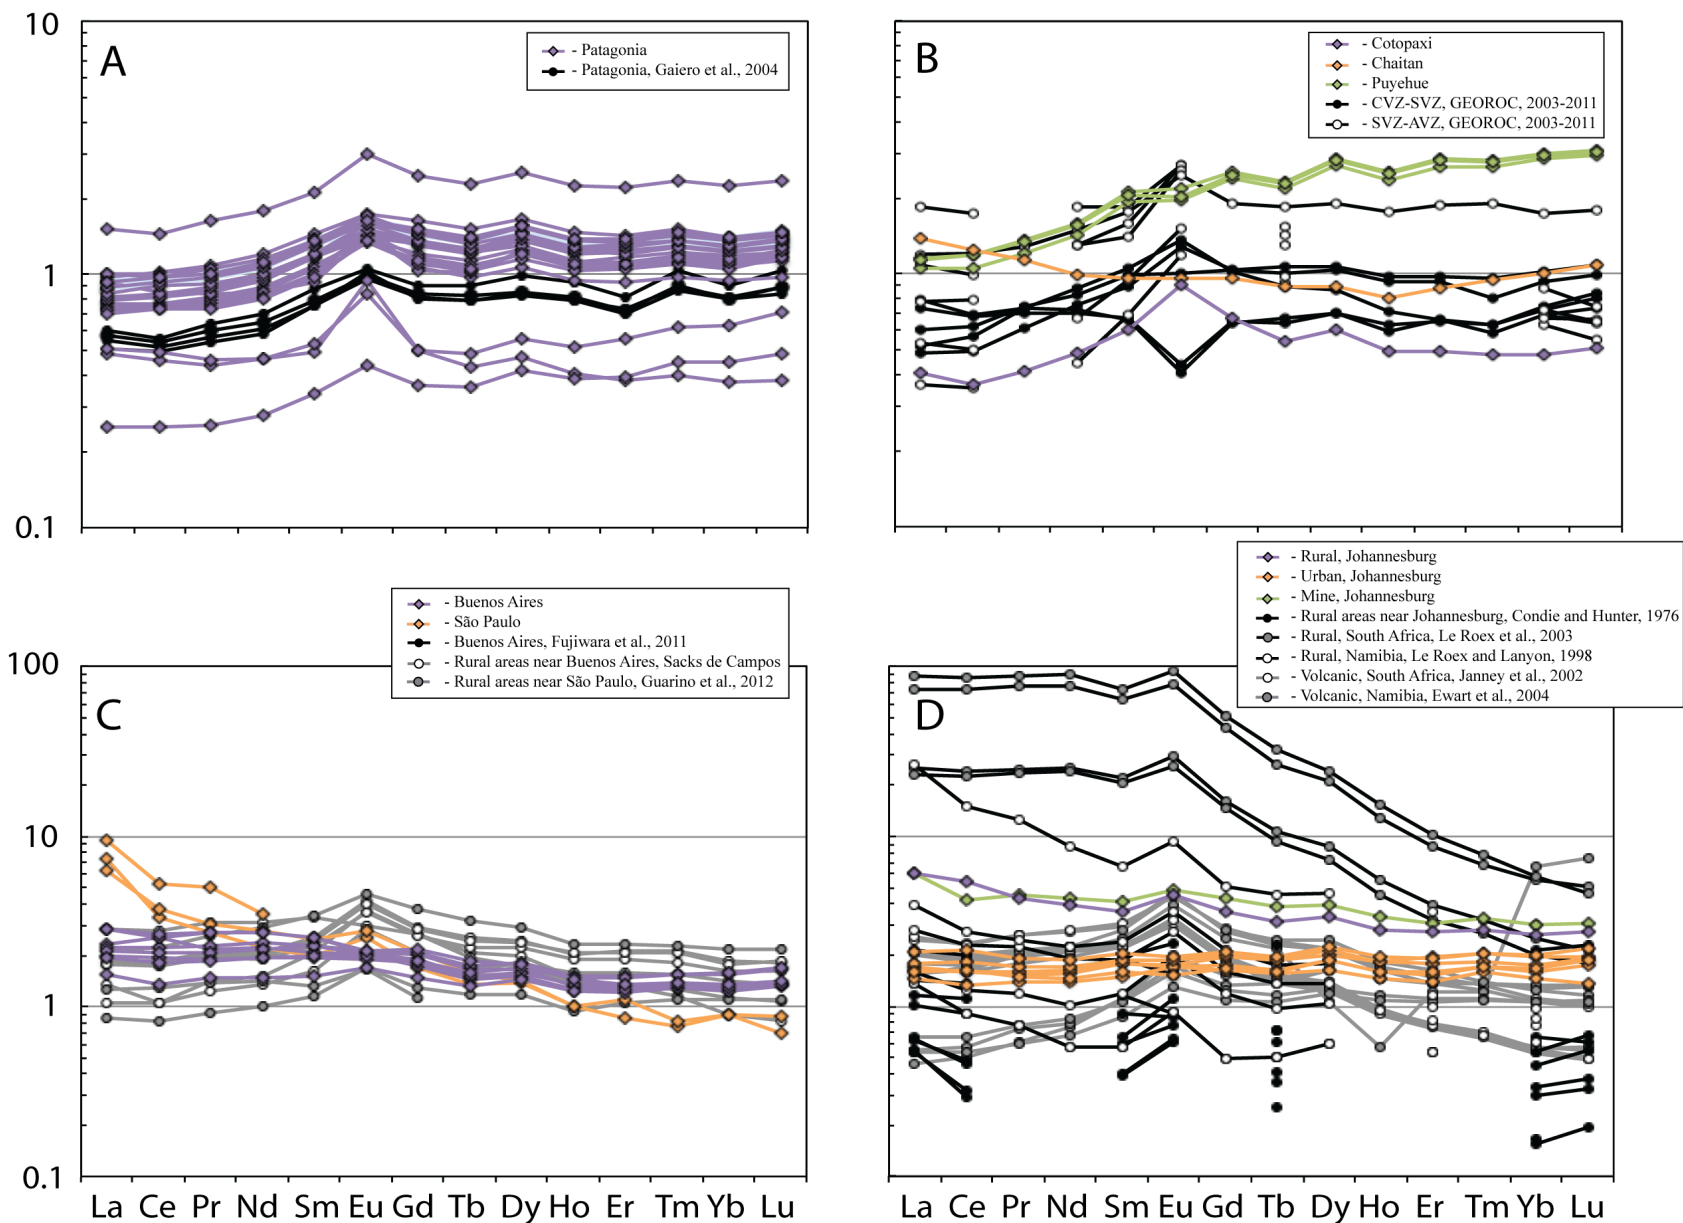 10
1
0.1
A
- Patagonia
- Patagonia, Gaiero et al., 2004
B
- Cotopaxi
- Chaitan
- Puyehue
- CVZ-SVZ, GEOROC, 2003-2011
- SVZ-AVZ, GEOROC, 2003-2011
100
10
1
0.1
C
- Buenos Aires
- São Paulo
- Buenos Aires, Fujiwara et al., 2011
- Rural areas near Buenos Aires, Sacks de Campos
- Rural areas near São Paulo, Guarino et al., 2012
La Ce Pr Nd Sm Eu Gd Tb Dy Ho Er Tm Yb Lu
D
- Rural, Johannesburg
- Urban, Johannesburg
- Mine, Johannesburg
- Rural areas near Johannesburg, Condie and Hunter, 1976
- Rural, South Africa, Le Roex et al., 2003
- Rural, Namibia, Le Roex and Lanyon, 1998
- Volcanic, South Africa, Janney et al., 2002
- Volcanic, Namibia, Ewart et al., 2004
La Ce Pr Nd Sm Eu Gd Tb Dy Ho Er Tm Yb Lu